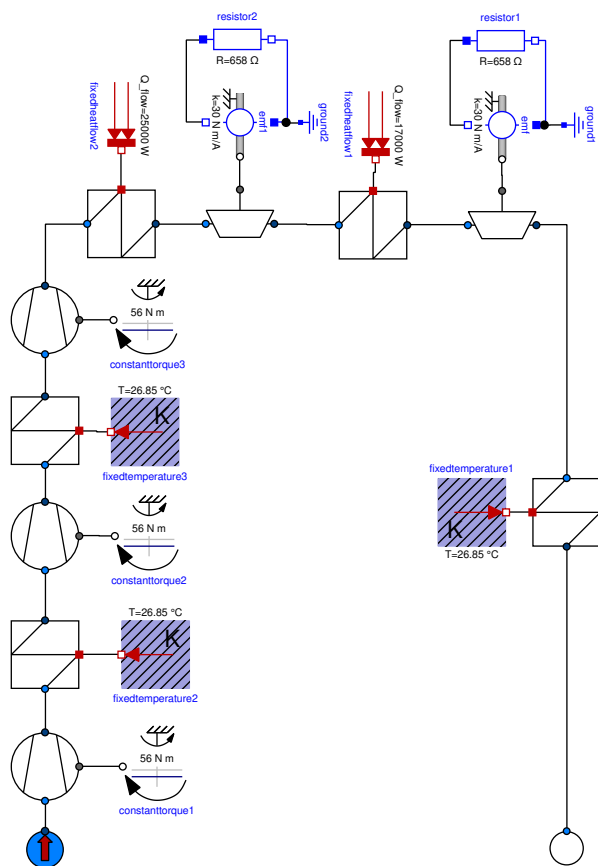 resistor2
R=658 Ω
k=30 N m/A
emf1
ground2
Q_flow=25000 W
fixedheatflow2
resistor1
R=658 Ω
k=30 N m/A
emf
ground1
Q_flow=17000 W
fixedheatflow1
56 N m
constanttorque3
T=26.85 °C
K
fixedtemperature3
56 N m
constanttorque2
fixedtemperature1
K
T=26.85 °C
T=26.85 °C
K
fixedtemperature2
56 N m
constanttorque1